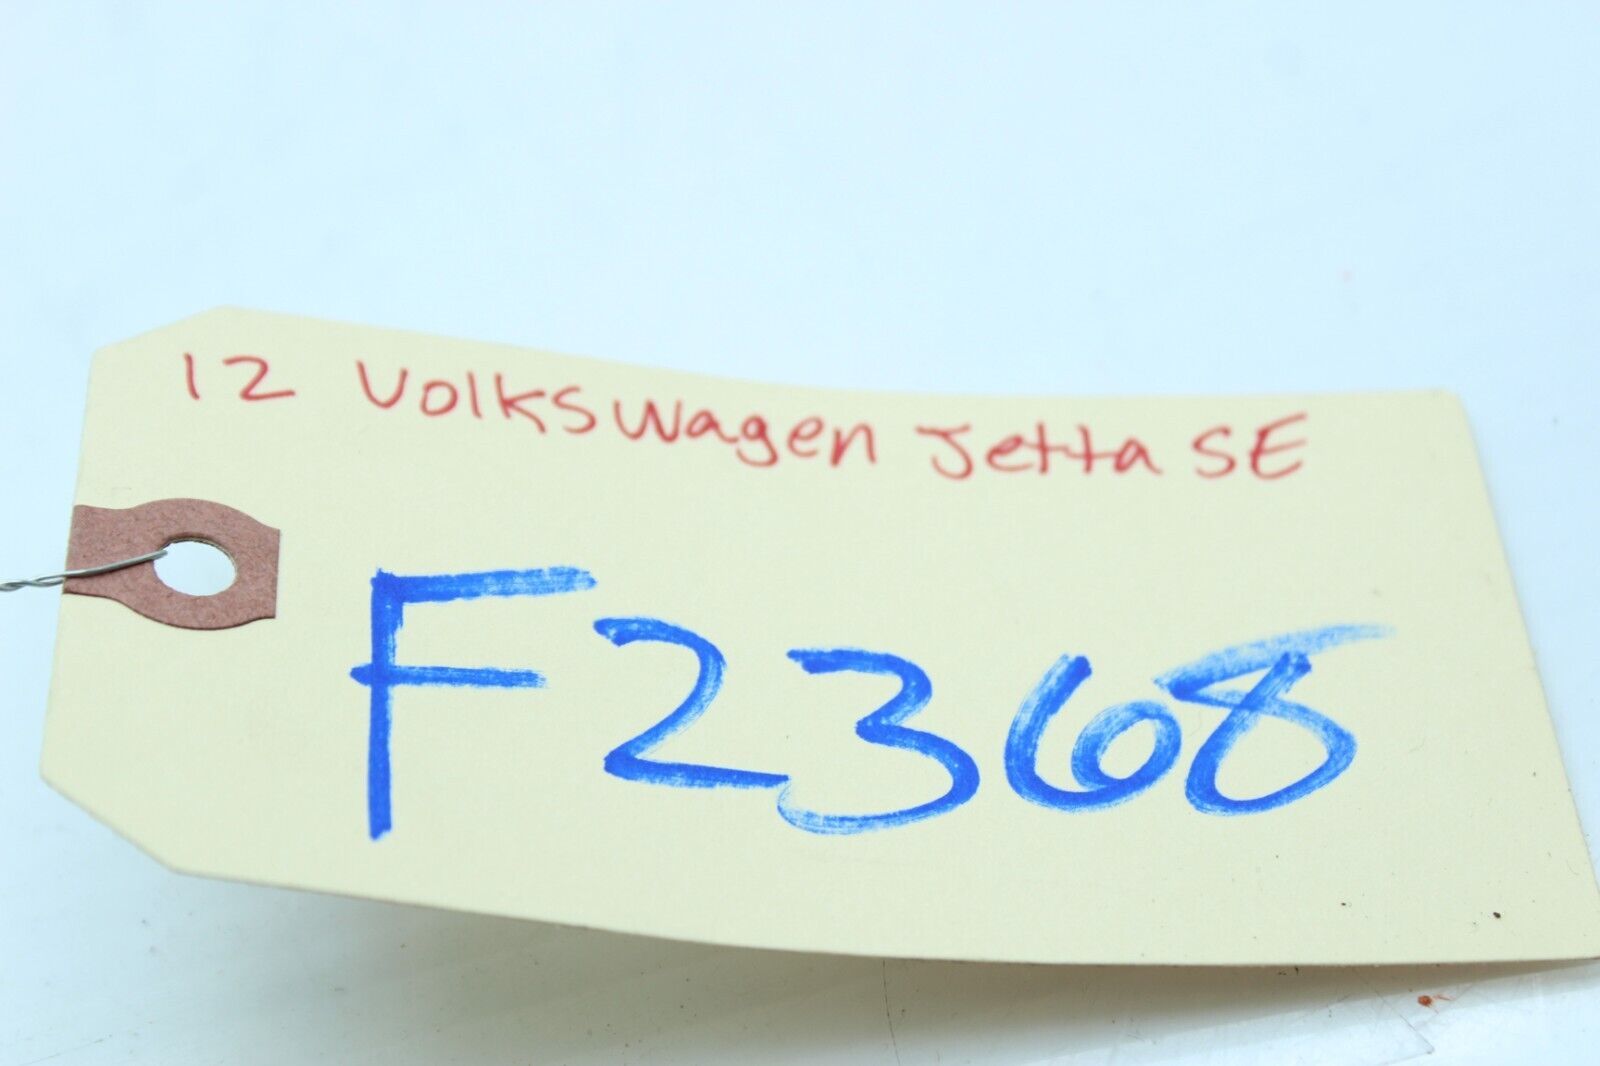 12 Volkswagen Jetta SE
F2368